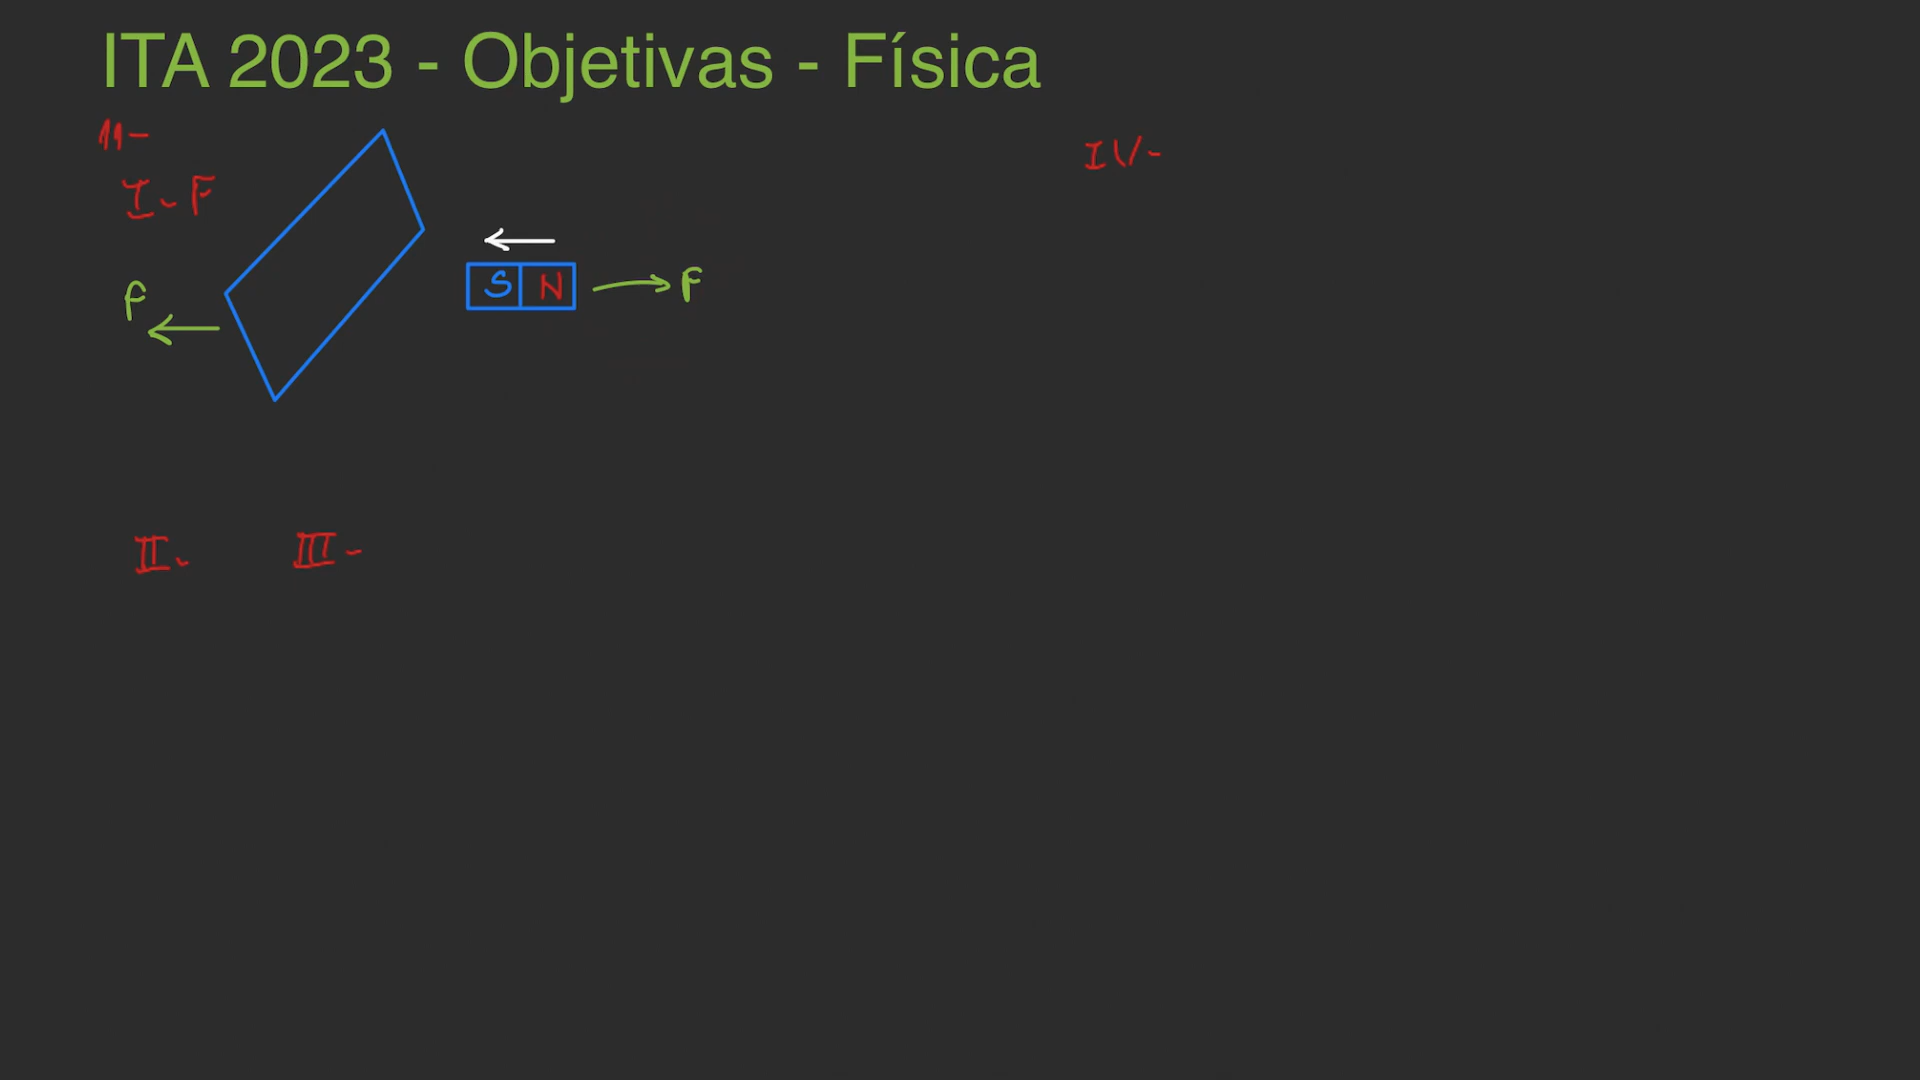 ITA 2023 - Objetivas - Física
11-
IV-
I- F
S N
F
F
II-
III-